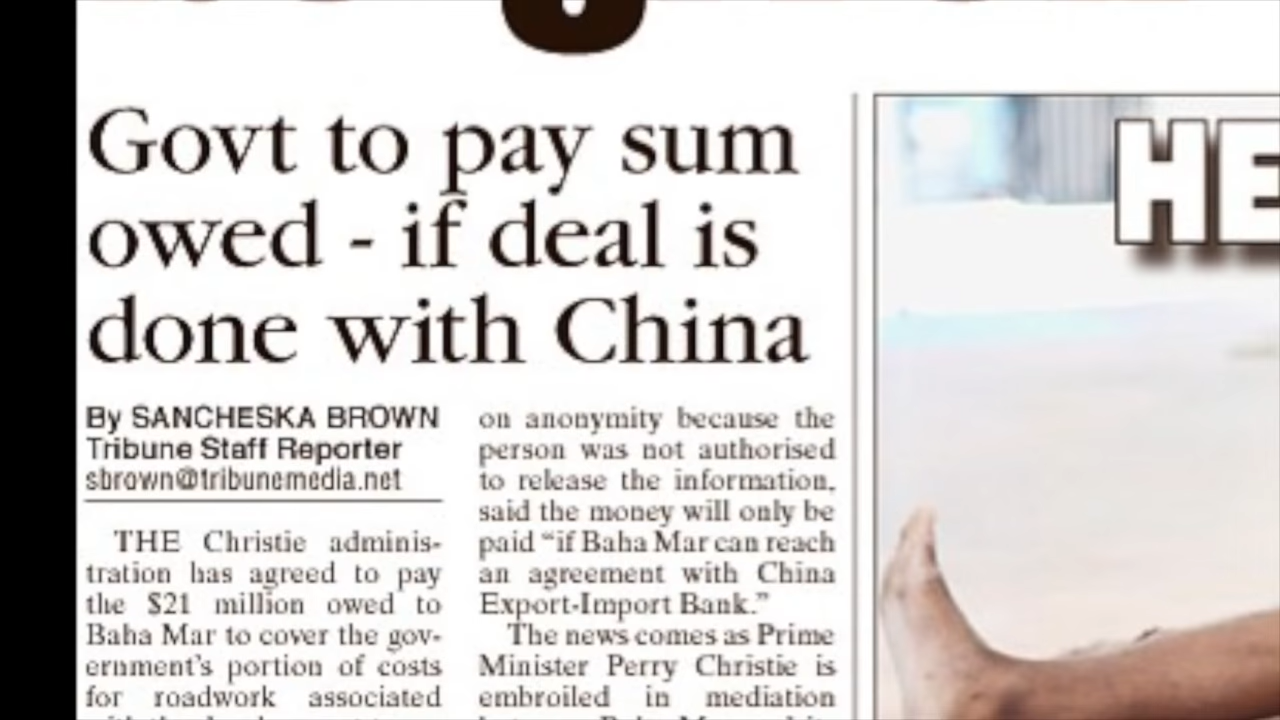 Govt to pay sum
owed - if deal is
done with China
By SANCHESKA BROWN
Tribune Staff Reporter
sbrown@tribunemedia.net
THE Christie adminis-
tration has agreed to pay
the $21 million owed to
Baha Mar to cover the gov-
ernment's portion of costs
for roadwork associated
on anonymity because the
person was not authorised
to release the information,
said the money will only be
paid “if Baha Mar can reach
an agreement with China
Export-Import Bank.”
The news comes as Prime
Minister Perry Christie is
embroiled in mediation
HE